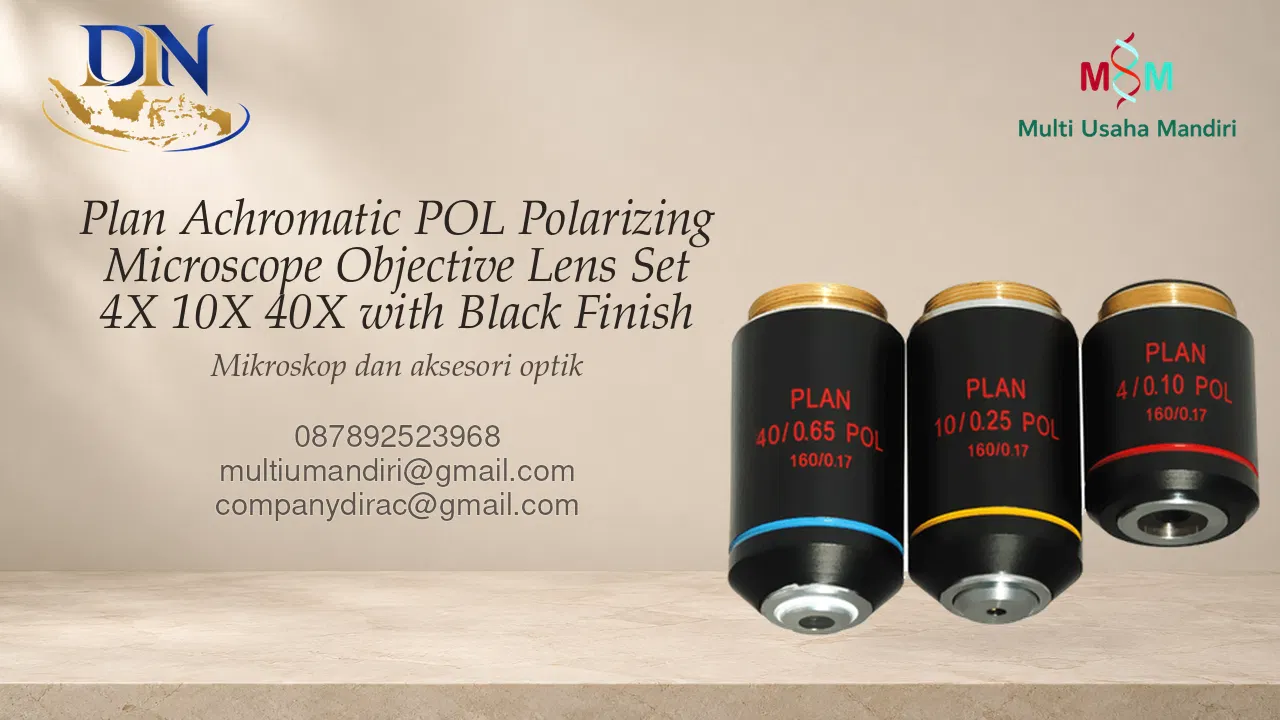 DN
M M
Multi Usaha Mandiri
Plan Achromatic POL Polarizing
Microscope Objective Lens Set
4X 10X 40X with Black Finish
Mikroskop dan aksesori optik
087892523968
multiumandiri@gmail.com
companydirac@gmail.com
PLAN
40/0.65 POL
160/0.17
PLAN
10/0.25 POL
160/0.17
PLAN
4/0.10 POL
160/0.17